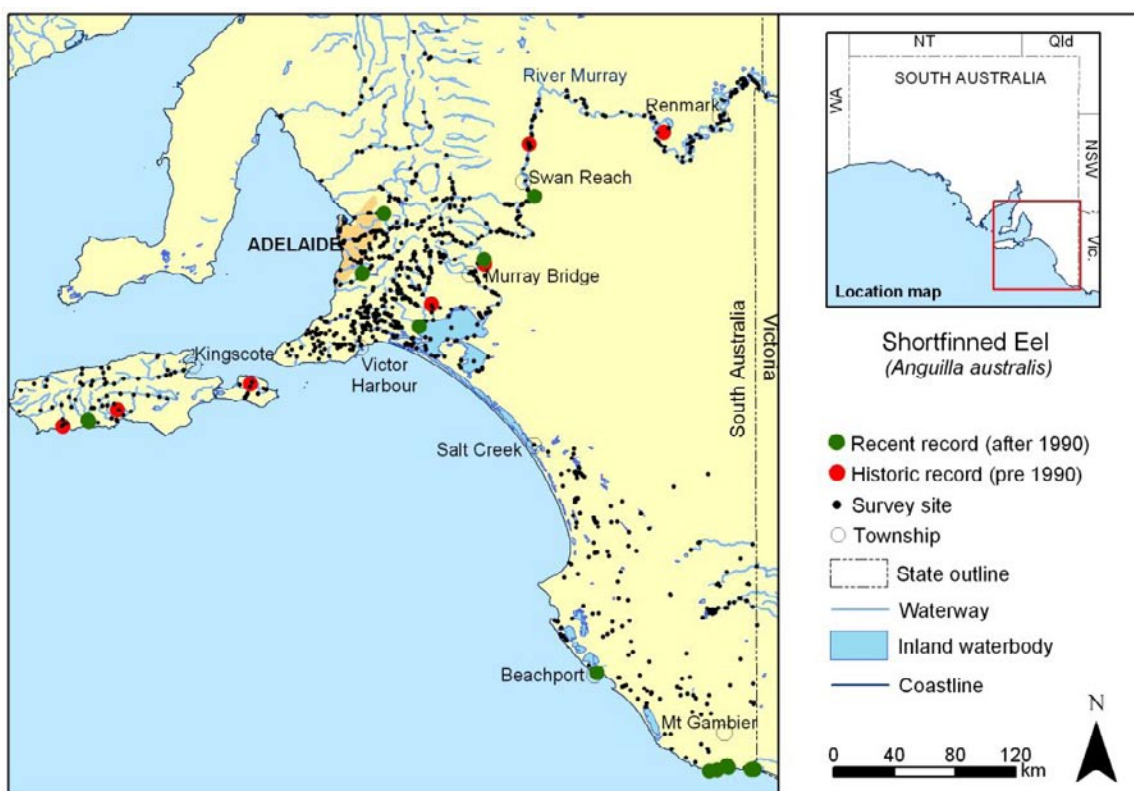 River Murray
Renmark
Swan Reach
ADELAIDE
Murray Bridge
Kingscote
Victor
Harbour
South Australia
Victoria
Salt Creek
Beachport
Mt Gambier
NT
Qld
SOUTH AUSTRALIA
WA
NSW
Vic.
Location map
Shortfinned Eel
(Anguilla australis)
Recent record (after 1990)
Historic record (pre 1990)
Survey site
Township
State outline
Waterway
Inland waterbody
Coastline
N
0 40 80 120
km